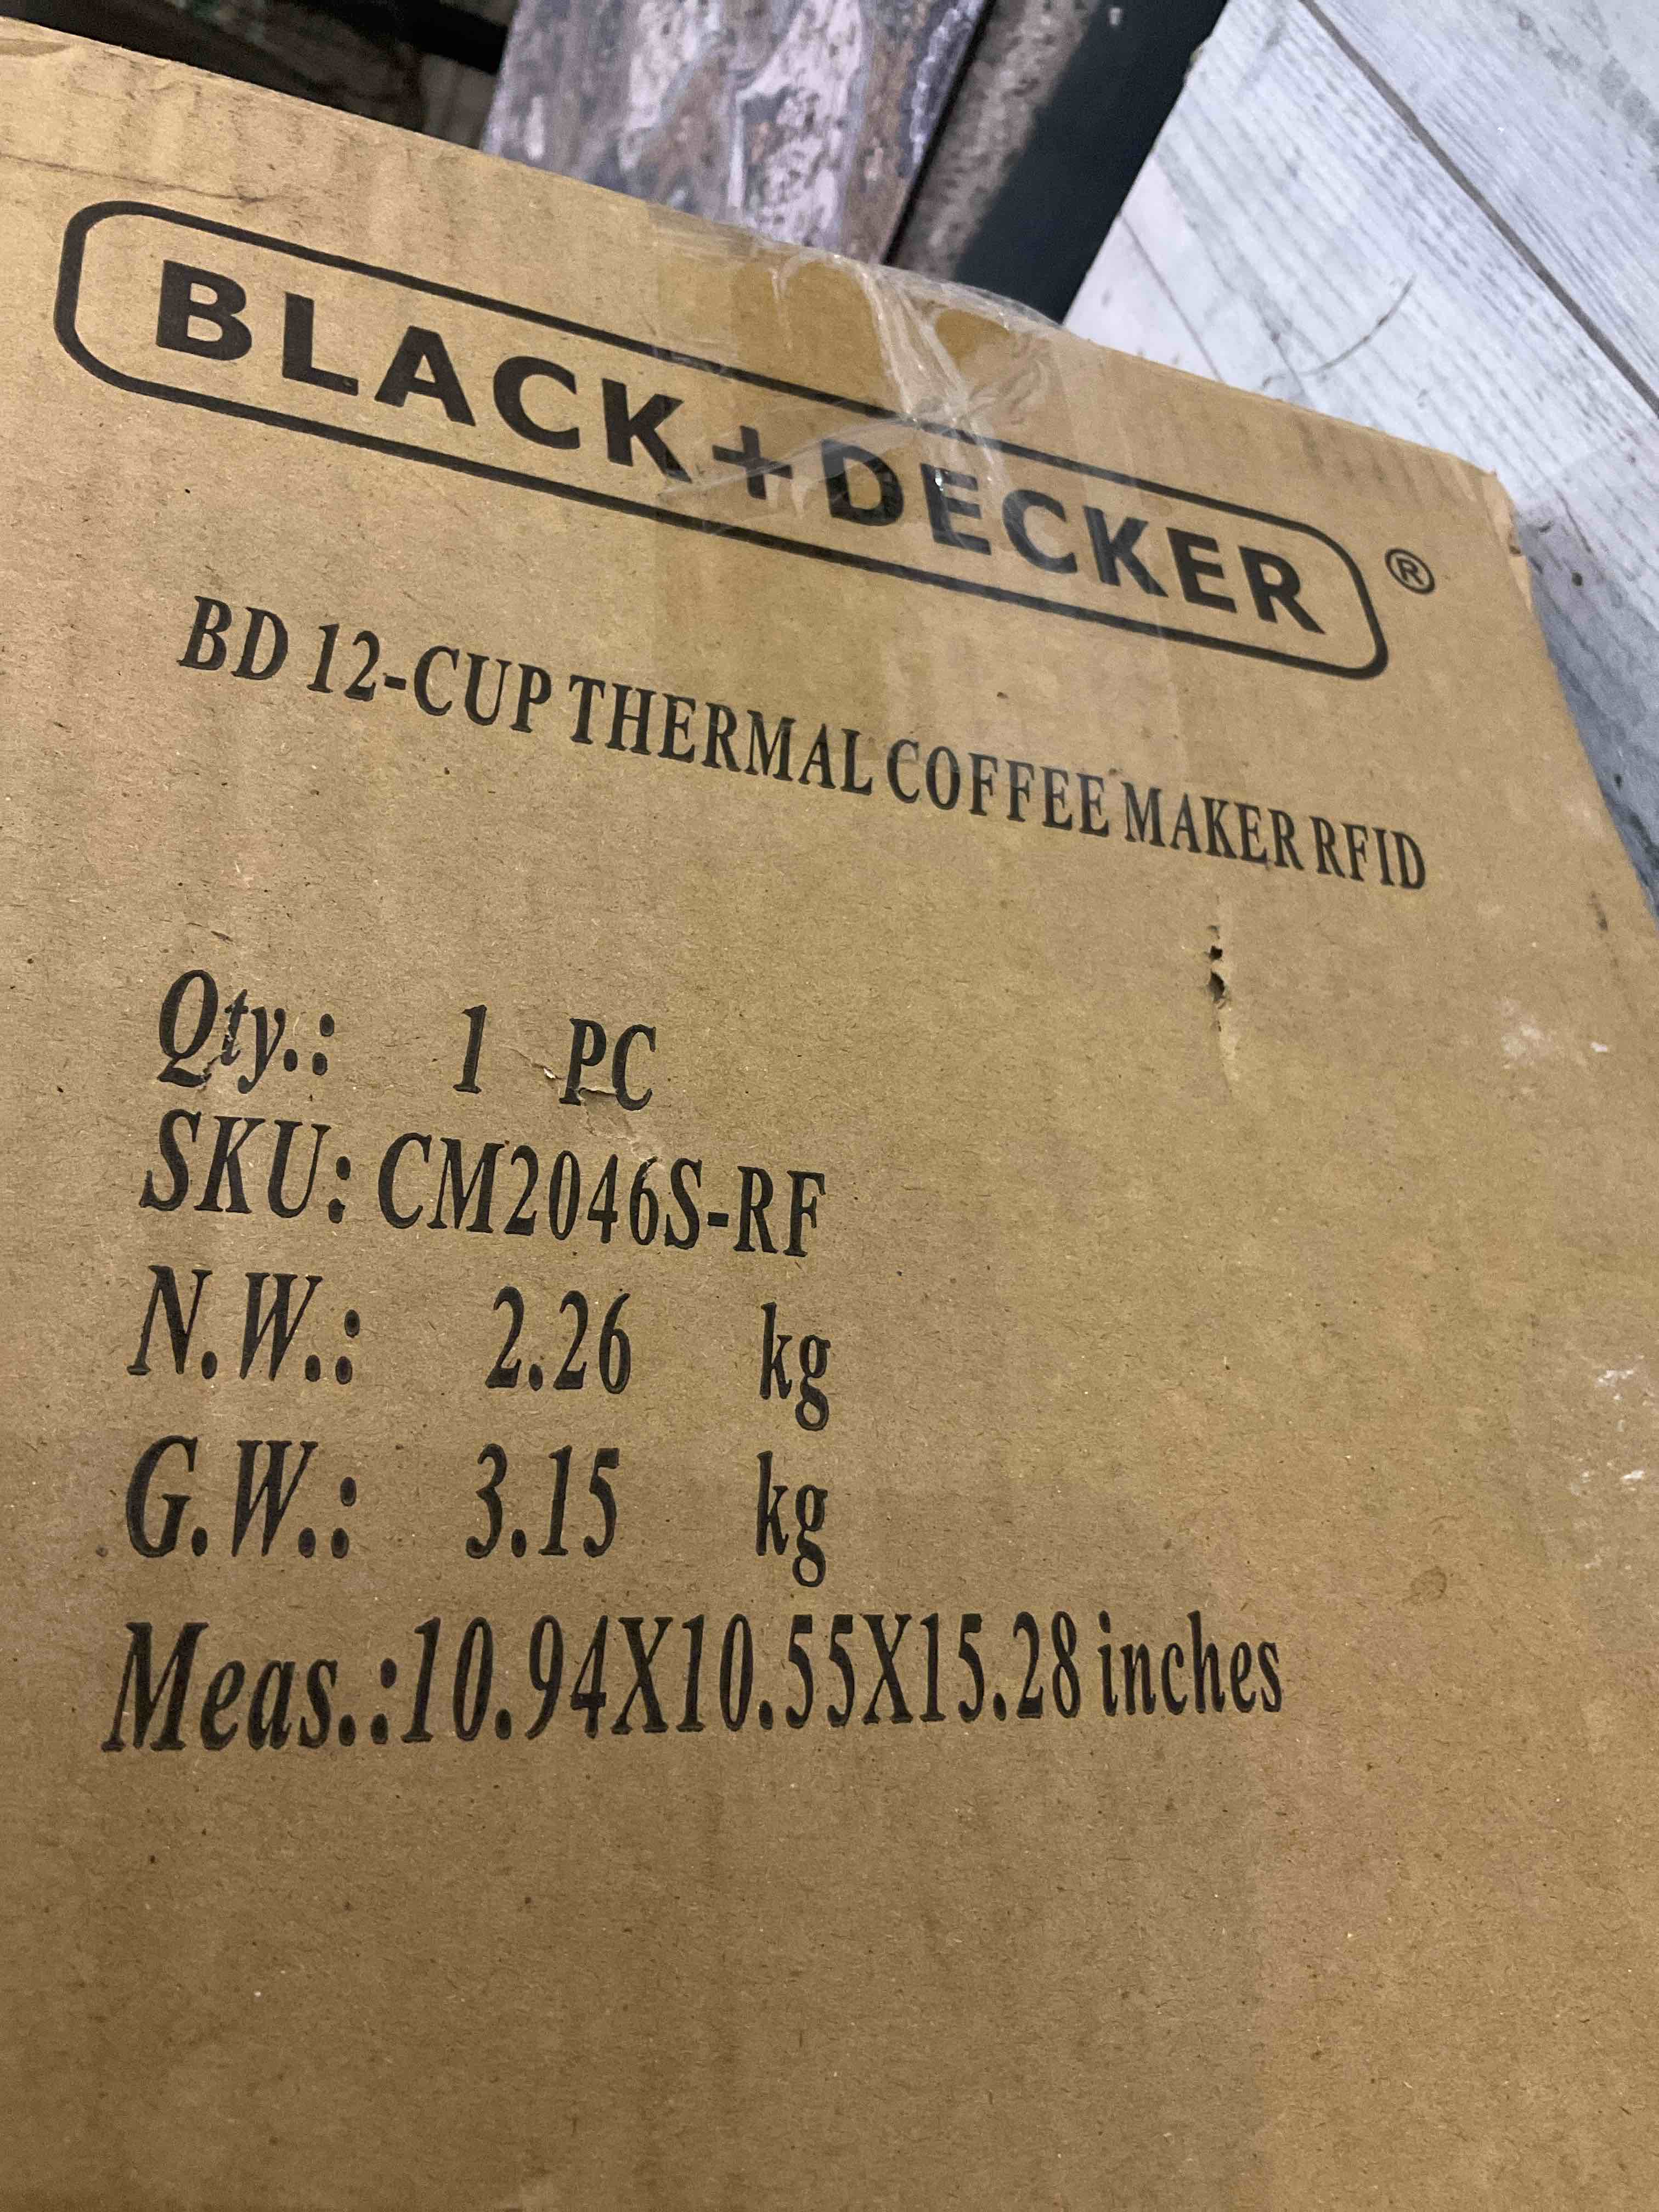 BLACK+DECKER®
BD 12-CUP THERMAL COFFEE MAKER RFID
Qty.: 1 PC
SKU: CM2046S-RF
N.W.: 2.26 kg
G.W.: 3.15 kg
Meas.:10.94X10.55X15.28 inches